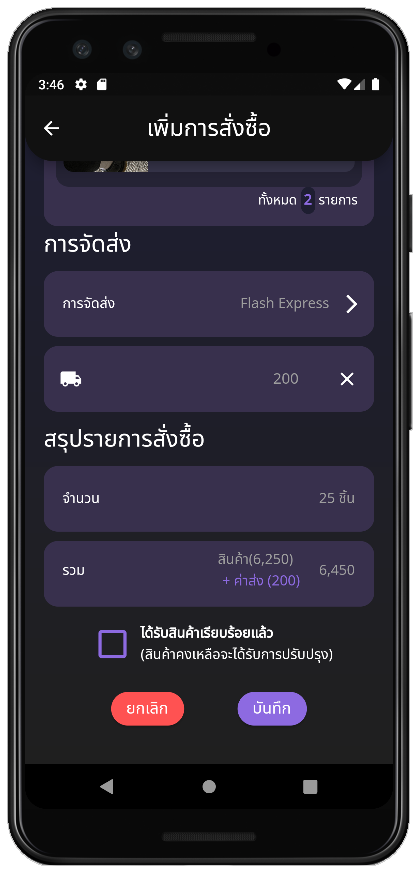 3:46
เพิ่มการสั่งซื้อ
ทั้งหมด 2 รายการ
การจัดส่ง
การจัดส่ง Flash Express
200
สรุปรายการสั่งซื้อ
จำนวน 25 ชิ้น
สินค้า(6,250)
รวม 6,450
+ ค่าส่ง (200)
ได้รับสินค้าเรียบร้อยแล้ว
(สินค้าคงเหลือจะได้รับการปรับปรุง)
ยกเลิก บันทึก